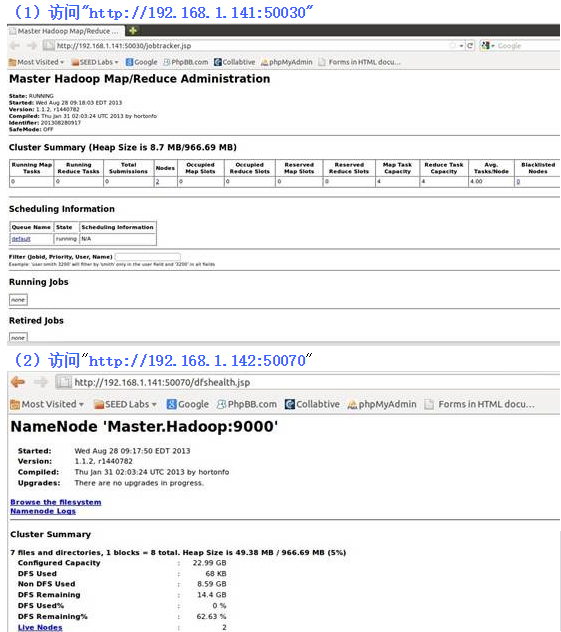 （1）访问"http://192.168.1.141:50030"
Master Hadoop Map/Reduce ...
http://192.168.1.141:50030/jobtracker.jsp
Google
Most Visited SEED Labs Google PhpBB.com Collabtive phpMyAdmin Forms in HTML docu...
Master Hadoop Map/Reduce Administration
State: RUNNING
Started: Wed Aug 28 09:18:03 EDT 2013
Version: 1.1.2, r1440782
Compiled: Thu Jan 31 02:03:24 UTC 2013 by hortonfo
Identifier: 201308280917
SafeMode: OFF
Cluster Summary (Heap Size is 8.7 MB/966.69 MB)
Running Map Tasks Running Reduce Tasks Total Submissions Nodes Occupied Map Slots Occupied Reduce Slots Reserved Map Slots Reserved Reduce Slots Map Task Capacity Reduce Task Capacity Avg. Tasks/Node Blacklisted Nodes
0 0 0 2 0 0 0 0 4 4 4.00 0
Scheduling Information
Queue Name State Scheduling Information
default running N/A
Filter (Jobid, Priority, User, Name)
Example: 'user:smith 3200' will filter by 'smith' only in the user field and '3200' in all fields
Running Jobs
none
Retired Jobs
none
（2）访问"http://192.168.1.142:50070"
http://192.168.1.141:50070/dfshealth.jsp
Most Visited SEED Labs Google PhpBB.com Collabtive phpMyAdmin Forms in HTML docu...
NameNode 'Master.Hadoop:9000'
Started: Wed Aug 28 09:17:50 EDT 2013
Version: 1.1.2, r1440782
Compiled: Thu Jan 31 02:03:24 UTC 2013 by hortonfo
Upgrades: There are no upgrades in progress.
Browse the filesystem
Namenode Logs
Cluster Summary
7 files and directories, 1 blocks = 8 total. Heap Size is 49.38 MB / 966.69 MB (5%)
Configured Capacity : 22.99 GB
DFS Used : 68 KB
Non DFS Used : 8.59 GB
DFS Remaining : 14.4 GB
DFS Used% : 0 %
DFS Remaining% : 62.63 %
Live Nodes : 2